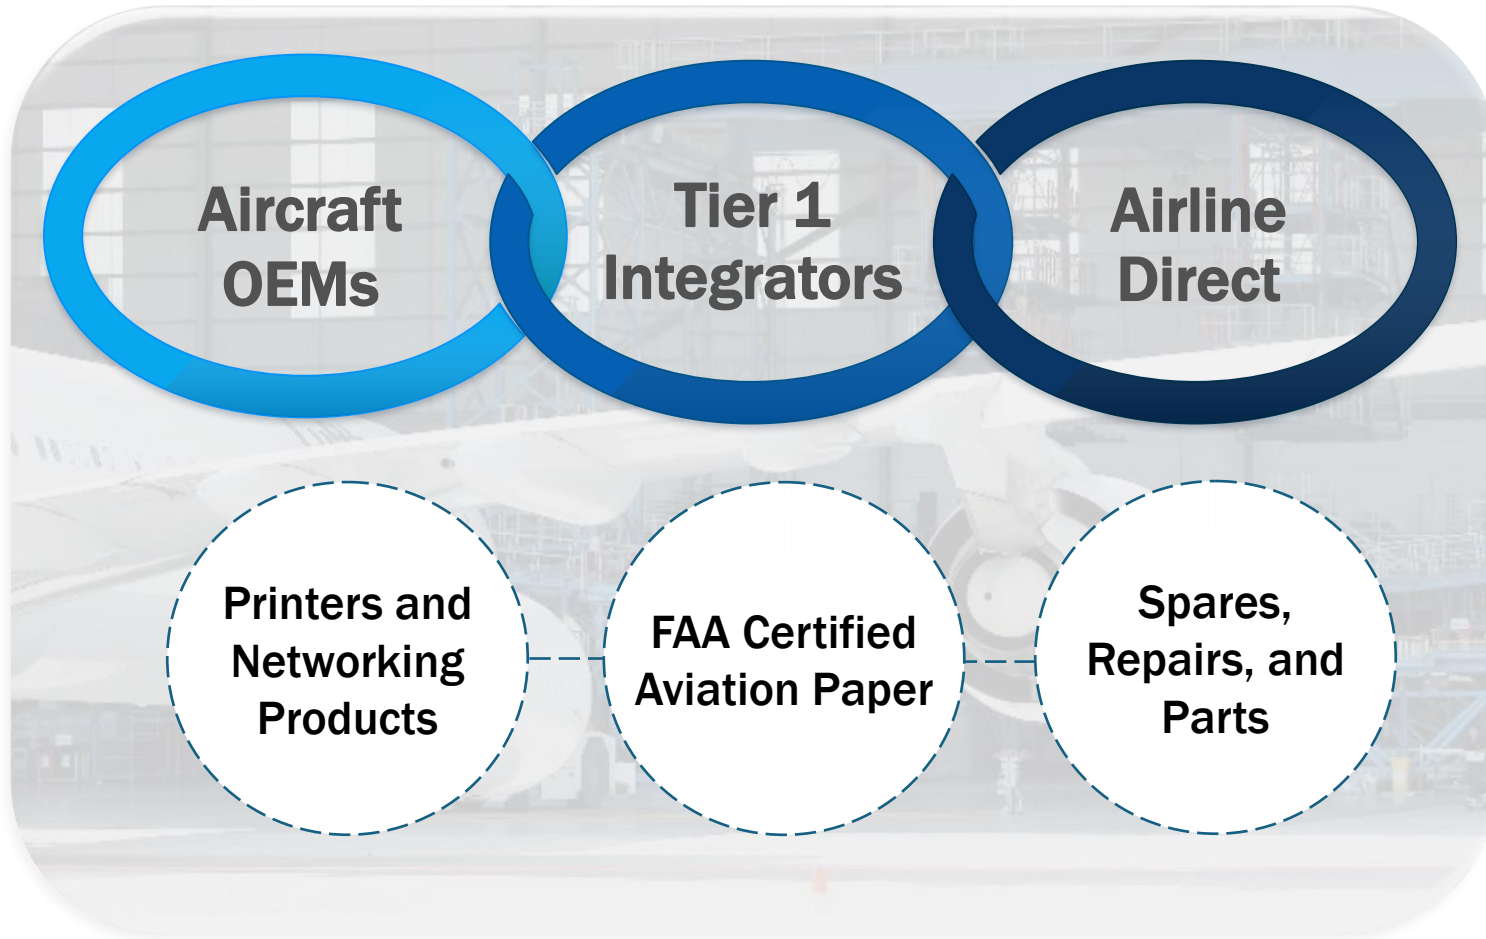 Aircraft
OEMs
Tier 1
Integrators
Airline
Direct
Printers and
Networking
Products
FAA Certified
Aviation Paper
Spares,
Repairs, and
Parts